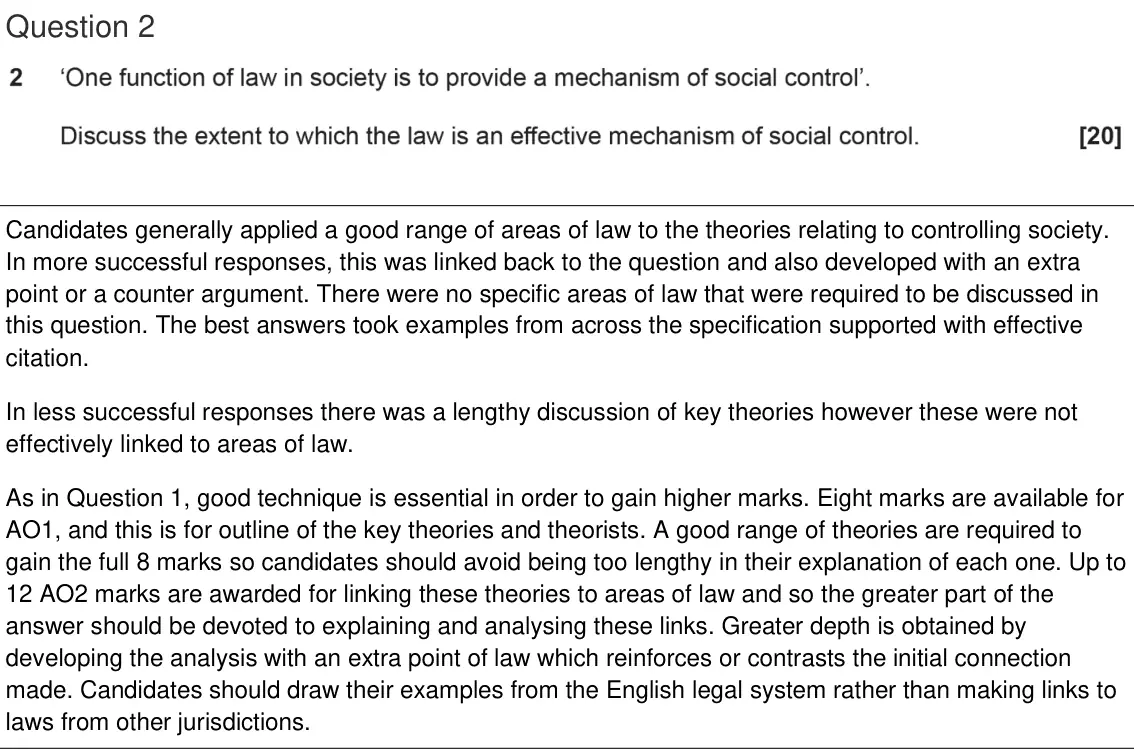 Question 2
2 ‘One function of law in society is to provide a mechanism of social control’.
Discuss the extent to which the law is an effective mechanism of social control. [20]
Candidates generally applied a good range of areas of law to the theories relating to controlling society.
In more successful responses, this was linked back to the question and also developed with an extra
point or a counter argument. There were no specific areas of law that were required to be discussed in
this question. The best answers took examples from across the specification supported with effective
citation.
In less successful responses there was a lengthy discussion of key theories however these were not
effectively linked to areas of law.
As in Question 1, good technique is essential in order to gain higher marks. Eight marks are available for
AO1, and this is for outline of the key theories and theorists. A good range of theories are required to
gain the full 8 marks so candidates should avoid being too lengthy in their explanation of each one. Up to
12 AO2 marks are awarded for linking these theories to areas of law and so the greater part of the
answer should be devoted to explaining and analysing these links. Greater depth is obtained by
developing the analysis with an extra point of law which reinforces or contrasts the initial connection
made. Candidates should draw their examples from the English legal system rather than making links to
laws from other jurisdictions.